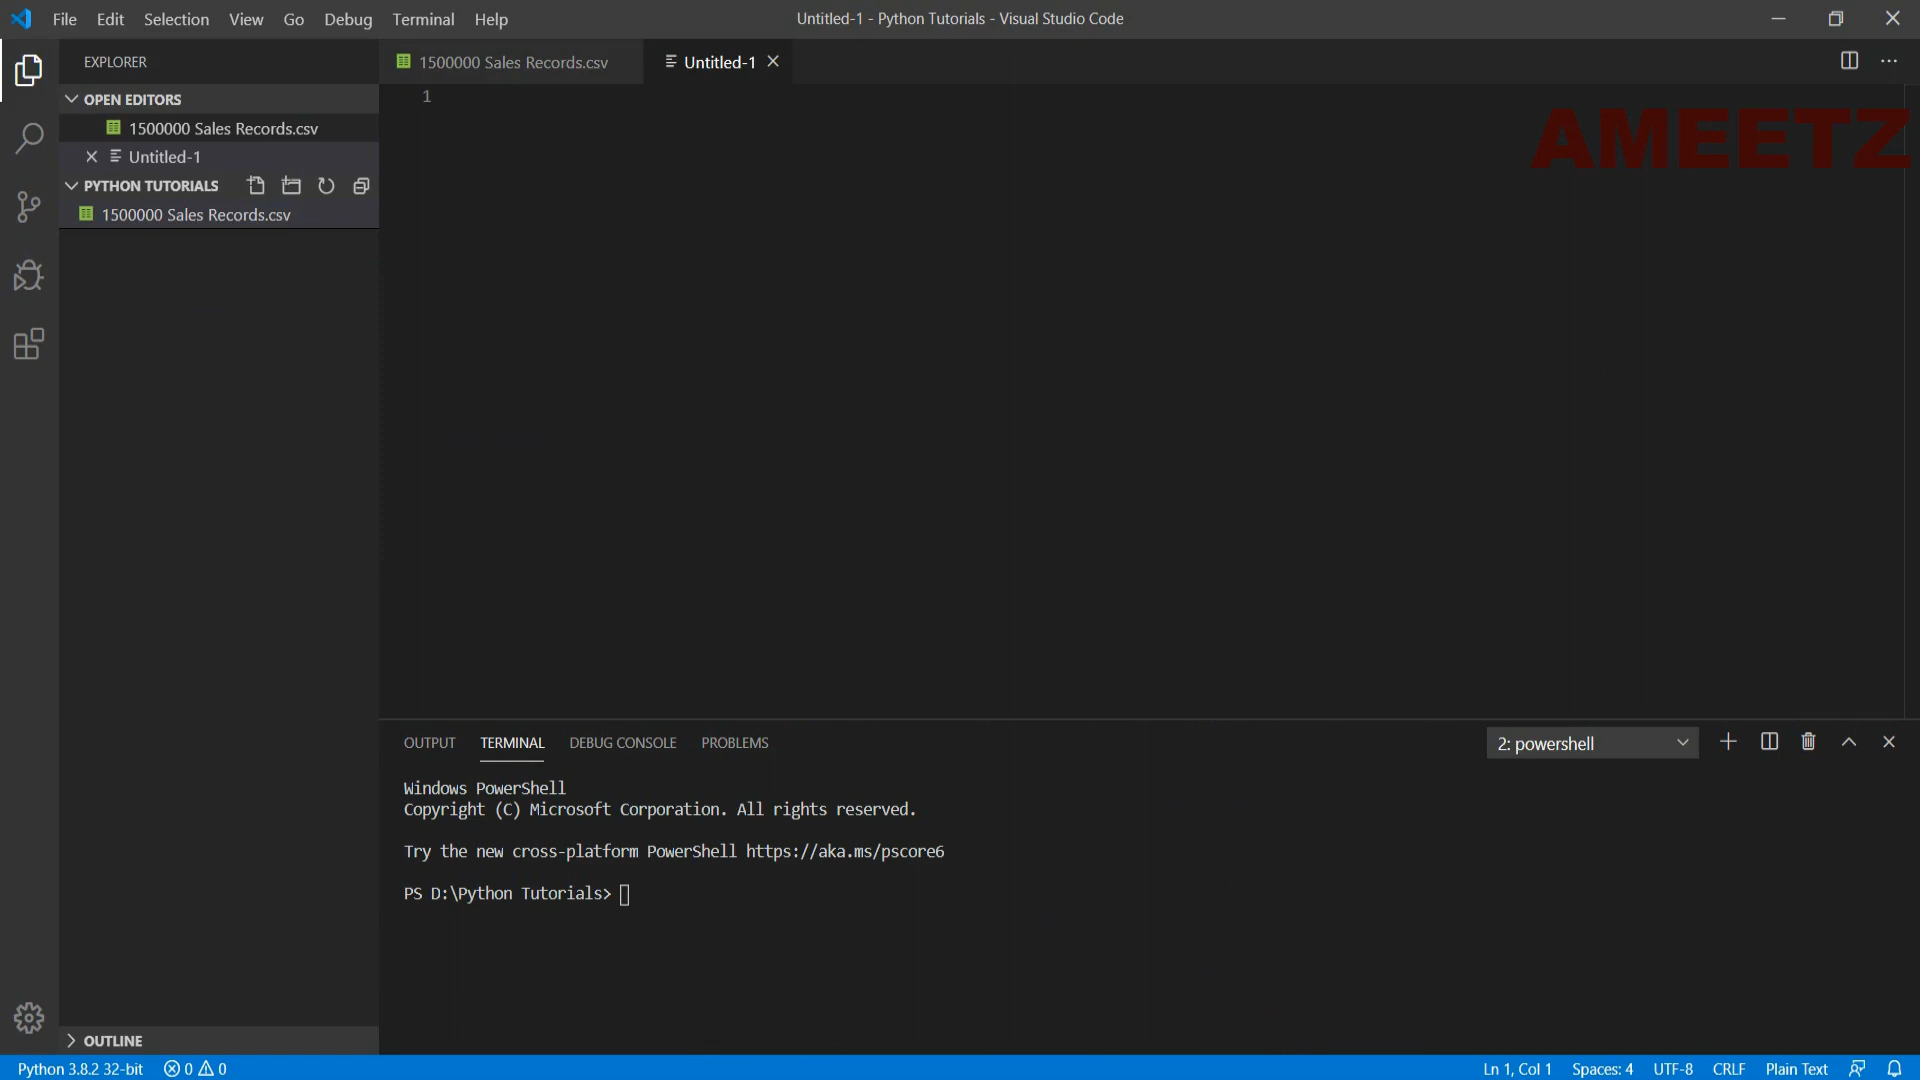 File Edit Selection View Go Debug Terminal Help
Untitled-1 - Python Tutorials - Visual Studio Code
EXPLORER
1500000 Sales Records.csv
Untitled-1
OPEN EDITORS
1500000 Sales Records.csv
Untitled-1
PYTHON TUTORIALS
1500000 Sales Records.csv
1
AMEETZ
OUTPUT TERMINAL DEBUG CONSOLE PROBLEMS
2: powershell
Windows PowerShell
Copyright (C) Microsoft Corporation. All rights reserved.
Try the new cross-platform PowerShell https://aka.ms/pscore6
PS D:\Python Tutorials>
OUTLINE
Python 3.8.2 32-bit 0 0
Ln 1, Col 1 Spaces: 4 UTF-8 CRLF Plain Text